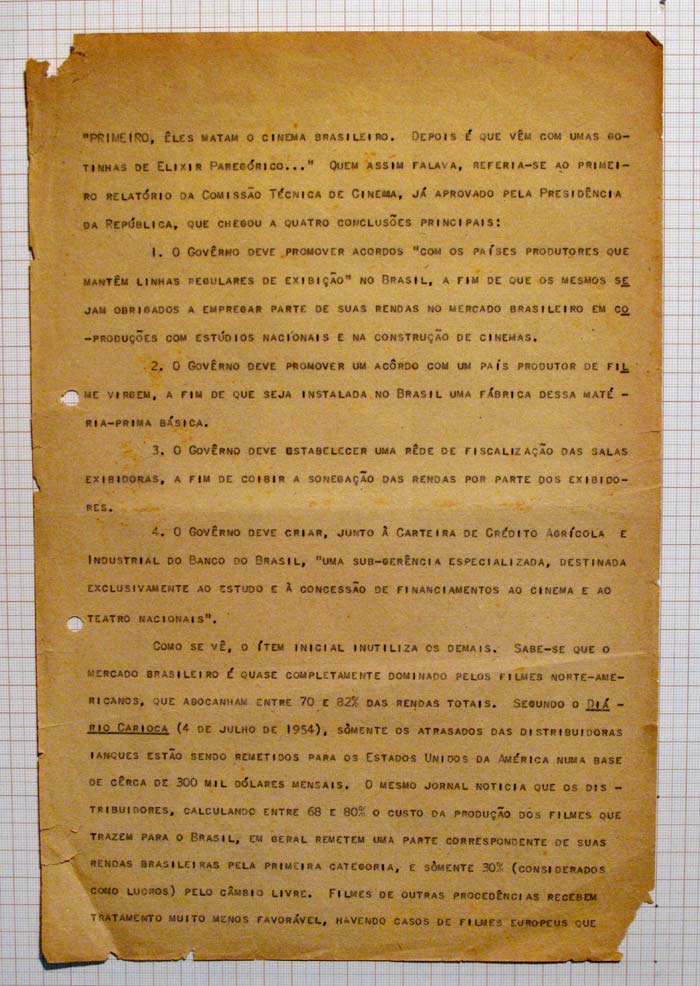 "PRIMEIRO, ÊLES MATAM O CINEMA BRASILEIRO. DEPOIS É QUE VÊM COM UMAS GO-
TINHAS DE ELIXIR PAREGÓRICO..." QUEM ASSIM FALAVA, REFERIA-SE AO PRIMEI-
RO RELATÓRIO DA COMISSÃO TÉCNICA DE CINEMA, JÁ APROVADO PELA PRESIDÊNCIA
DA REPÚBLICA, QUE CHEGOU A QUATRO CONCLUSÕES PRINCIPAIS:
1. O GOVÊRNO DEVE PROMOVER ACORDOS "COM OS PAÍSES PRODUTORES QUE
MANTÊM LINHAS REGULARES DE EXIBIÇÃO" NO BRASIL, A FIM DE QUE OS MESMOS SE
JAM OBRIGADOS A EMPREGAR PARTE DE SUAS RENDAS NO MERCADO BRASILEIRO EM CO
-PRODUÇÕES COM ESTÚDIOS NACIONAIS E NA CONSTRUÇÃO DE CINEMAS.
2. O GOVÊRNO DEVE PROMOVER UM ACÔRDO COM UM PAÍS PRODUTOR DE FIL
ME VIRGEM, A FIM DE QUE SEJA INSTALADA NO BRASIL UMA FÁBRICA DESSA MATÉ -
RIA-PRIMA BÁSICA.
3. O GOVÊRNO DEVE ESTABELECER UMA RÊDE DE FISCALIZAÇÃO DAS SALAS
EXIBIDORAS, A FIM DE COIBIR A SONEGAÇÃO DAS RENDAS POR PARTE DOS EXIBIDO-
RES.
4. O GOVÊRNO DEVE CRIAR, JUNTO À CARTEIRA DE CRÉDITO AGRÍCOLA E
INDUSTRIAL DO BANCO DO BRASIL, "UMA SUB-GERÊNCIA ESPECIALIZADA, DESTINADA
EXCLUSIVAMENTE AO ESTUDO E À CONCESSÃO DE FINANCIAMENTOS AO CINEMA E AO
TEATRO NACIONAIS".
COMO SE VÊ, O ÍTEM INICIAL INUTILIZA OS DEMAIS. SABE-SE QUE O
MERCADO BRASILEIRO É QUASE COMPLETAMENTE DOMINADO PELOS FILMES NORTE-AME-
RICANOS, QUE ABOCANHAM ENTRE 70 E 82% DAS RENDAS TOTAIS. SEGUNDO O DIÁ -
RIO CARIOCA (4 DE JULHO DE 1954), SÒMENTE OS ATRASADOS DAS DISTRIBUIDORAS
IANQUES ESTÃO SENDO REMETIDOS PARA OS ESTADOS UNIDOS DA AMÉRICA NUMA BASE
DE CÊRCA DE 300 MIL DÓLARES MENSAIS. O MESMO JORNAL NOTICIA QUE OS DIS -
TRIBUIDORES, CALCULANDO ENTRE 68 E 80% O CUSTO DA PRODUÇÃO DOS FILMES QUE
TRAZEM PARA O BRASIL, EM GERAL REMETEM UMA PARTE CORRESPONDENTE DE SUAS
RENDAS BRASILEIRAS PELA PRIMEIRA CATEGORIA, E SÒMENTE 30% (CONSIDERADOS
COMO LUCROS) PELO CÂMBIO LIVRE. FILMES DE OUTRAS PROCEDÊNCIAS RECEBEM
TRATAMENTO MUITO MENOS FAVORÁVEL, HAVENDO CASOS DE FILMES EUROPEUS QUE